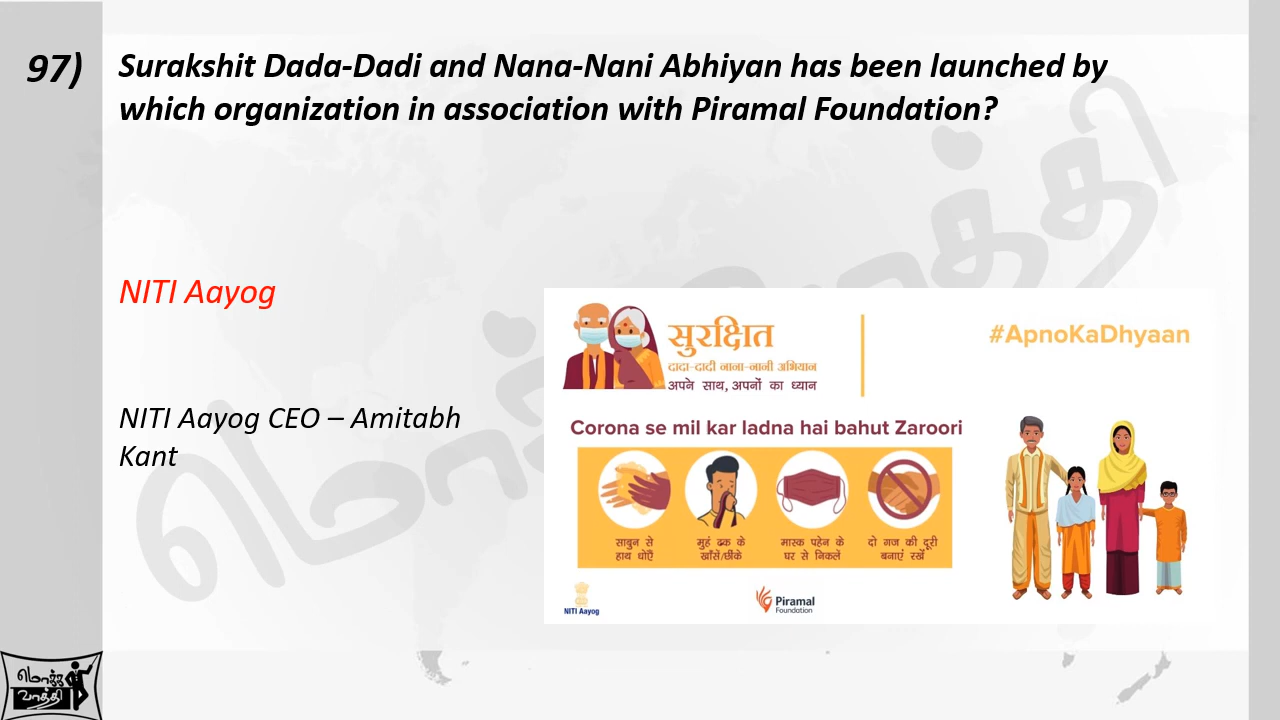 97)
Surakshit Dada-Dadi and Nana-Nani Abhiyan has been launched by
which organization in association with Piramal Foundation?
NITI Aayog
NITI Aayog CEO – Amitabh
Kant
सुरक्षित
दादा-दादी नाना-नानी अभियान
अपने साथ, अपनों का ध्यान
#ApnoKaDhyaan
Corona se mil kar ladna hai bahut Zaroori
साबुन से
हाथ धोएँ
मुहं ढक के
खाँसे/छींके
मास्क पहेन के
घर से निकलें
दो गज की दूरी
बनाएं रखें
NITI Aayog
Piramal
Foundation
மொக்க
வாத்தி